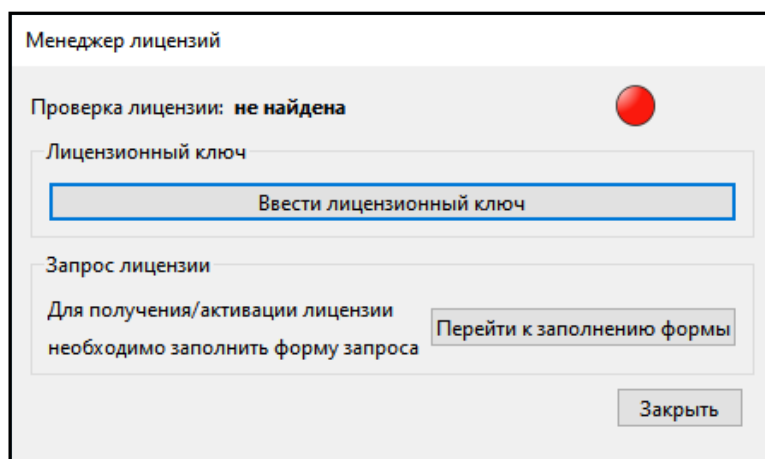 Менеджер лицензий
Проверка лицензии: не найдена
Лицензионный ключ
Ввести лицензионный ключ
Запрос лицензии
Для получения/активации лицензии
необходимо заполнить форму запроса
Перейти к заполнению формы
Закрыть